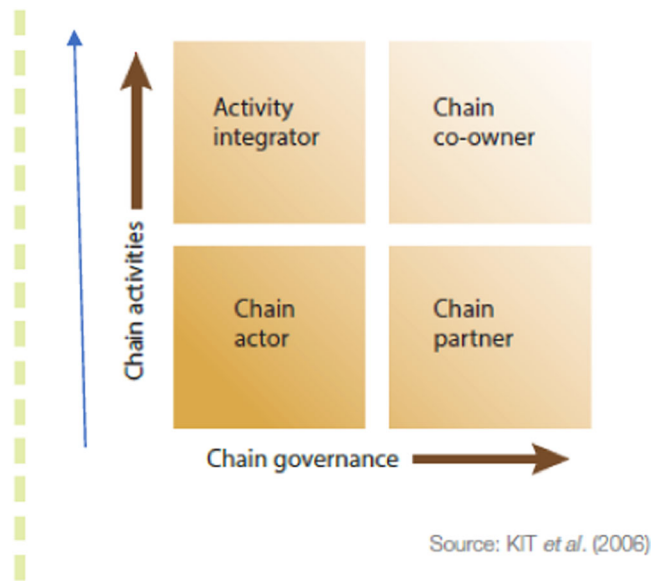 Activity
integrator
Chain
co-owner
Chain activities
Chain
actor
Chain
partner
Chain governance
Source: KIT et al. (2006)